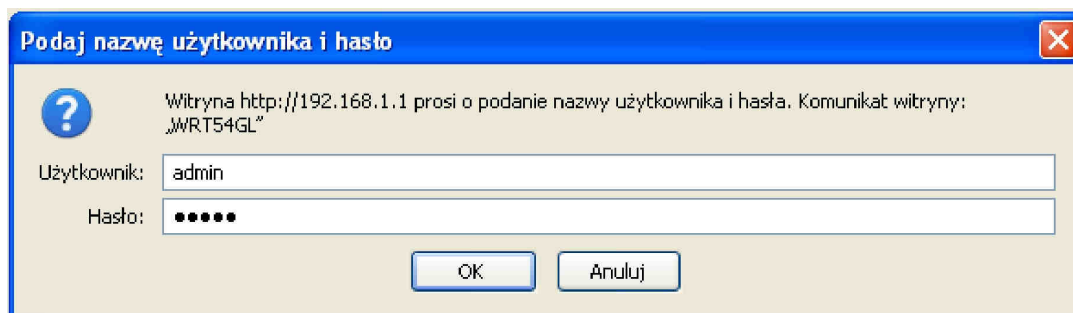 Podaj nazwę użytkownika i hasło
Witryna http://192.168.1.1 prosi o podanie nazwy użytkownika i hasła. Komunikat witryny:
„WRT54GL”
Użytkownik: admin
Hasło: •••••
OK Anuluj